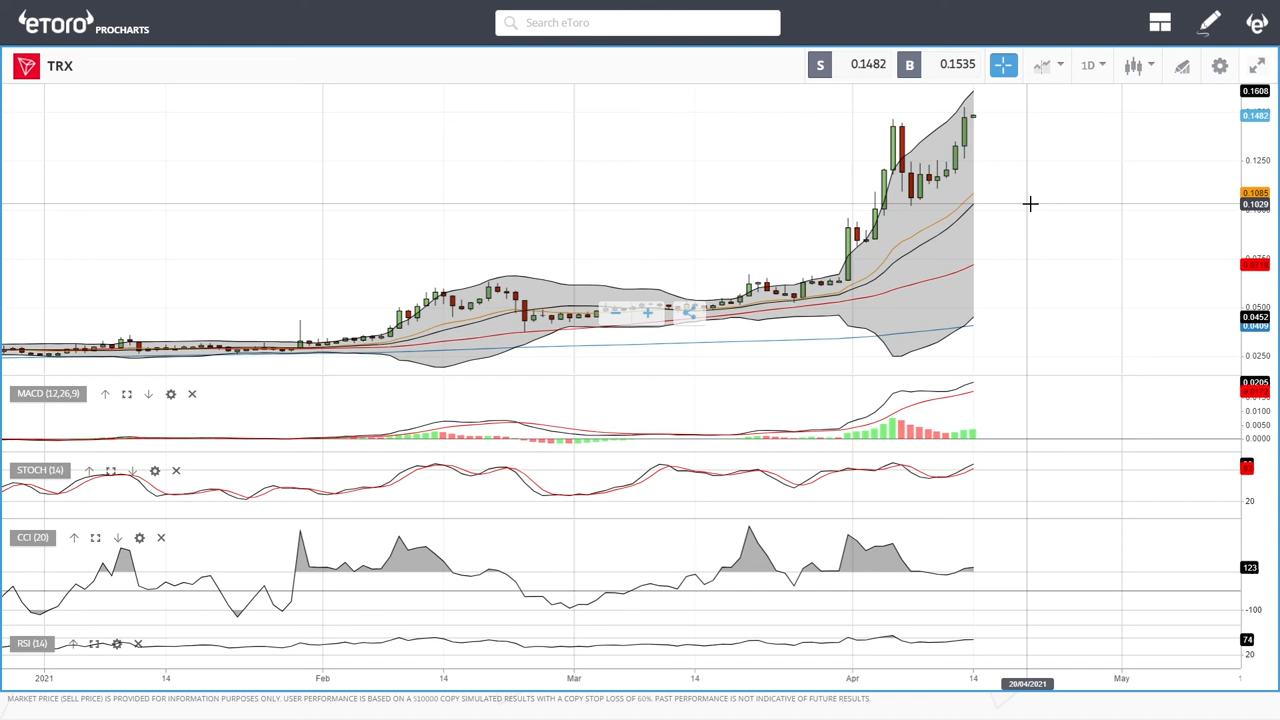 eToro PROCHARTS
Search eToro
TRX
S 0.1482 B 0.1535
1D
0.1608
0.1482
0.1250
0.1085
0.1029
0.0500
0.0452
0.0409
0.0250
MACD (12,26,9)
0.0205
0.0100
0.0050
0.0000
STOCH (14)
20
CCI (20)
123
-100
RSI (14)
74
20
2021 14 Feb 14 Mar 14 Apr 14 May 1
20/04/2021
MARKET PRICE (SELL PRICE) IS PROVIDED FOR INFORMATION PURPOSES ONLY. USER PERFORMANCE IS BASED ON A $10000 COPY SIMULATED RESULTS WITH A COPY STOP LOSS OF 60%. PAST PERFORMANCE IS NOT INDICATIVE OF FUTURE RESULTS.